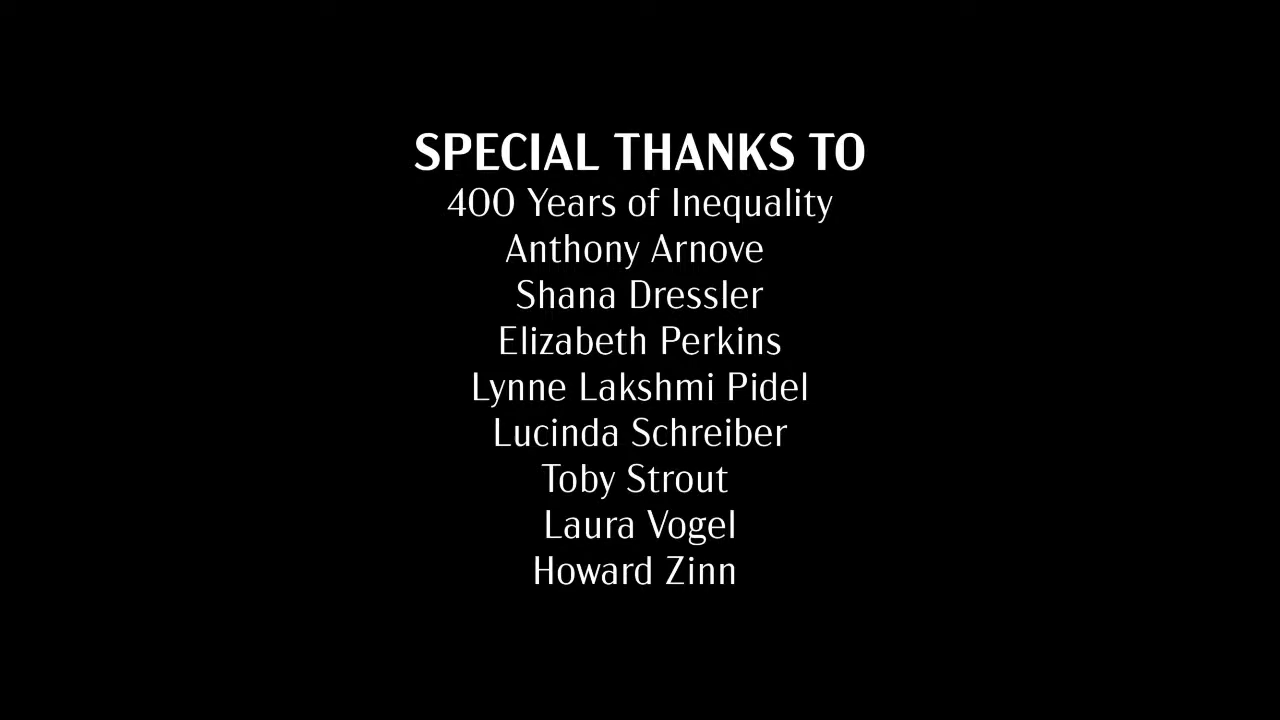 SPECIAL THANKS TO
400 Years of Inequality
Anthony Arnove
Shana Dressler
Elizabeth Perkins
Lynne Lakshmi Pidel
Lucinda Schreiber
Toby Strout
Laura Vogel
Howard Zinn